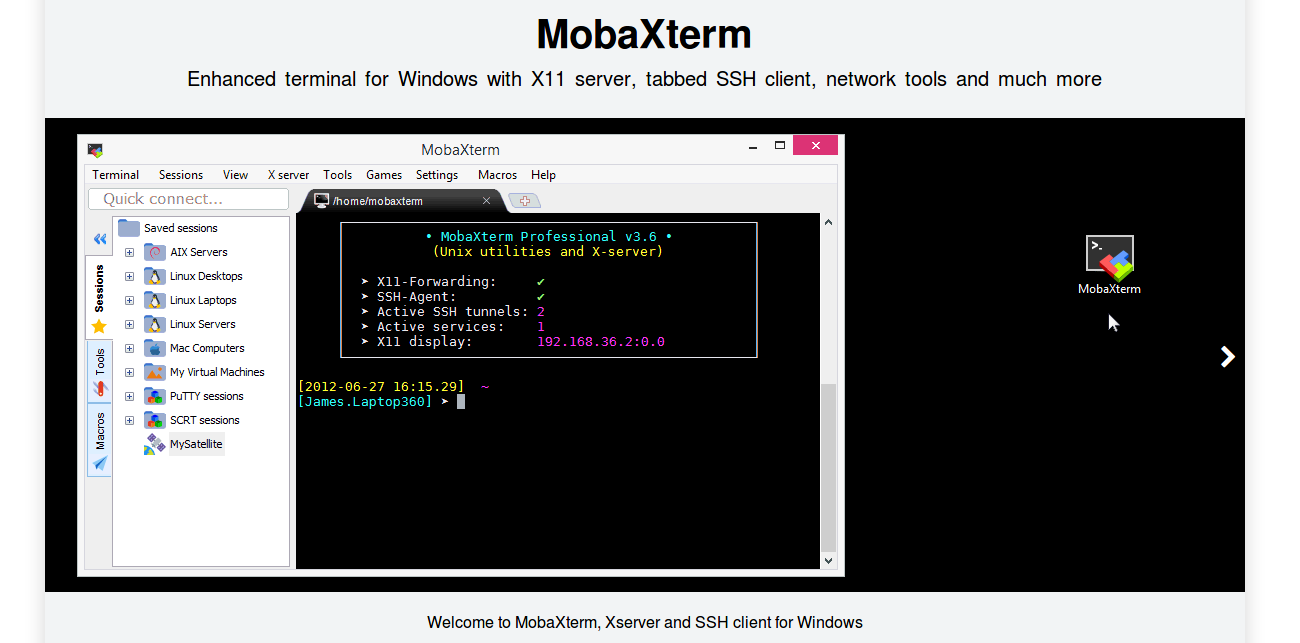 MobaXterm
Enhanced terminal for Windows with X11 server, tabbed SSH client, network tools and much more
MobaXterm
Terminal Sessions View X server Tools Games Settings Macros Help
Quick connect...
/home/mobaxterm
Sessions
Tools
Macros
Saved sessions
AIX Servers
Linux Desktops
Linux Laptops
Linux Servers
Mac Computers
My Virtual Machines
PuTTY sessions
SCRT sessions
MySatellite
• MobaXterm Professional v3.6 •
(Unix utilities and X-server)
➤ X11-Forwarding: ✔
➤ SSH-Agent: ✔
➤ Active SSH tunnels: 2
➤ Active services: 1
➤ X11 display: 192.168.36.2:0.0
[2012-06-27 16:15.29] ~
[James.Laptop360] ➤
MobaXterm
Welcome to MobaXterm, Xserver and SSH client for Windows